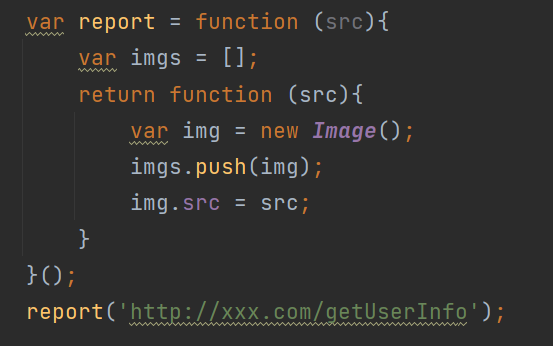 var report = function (src){
    var imgs = [];
    return function (src){
        var img = new Image();
        imgs.push(img);
        img.src = src;
    }
}();
report('http://xxx.com/getUserInfo');